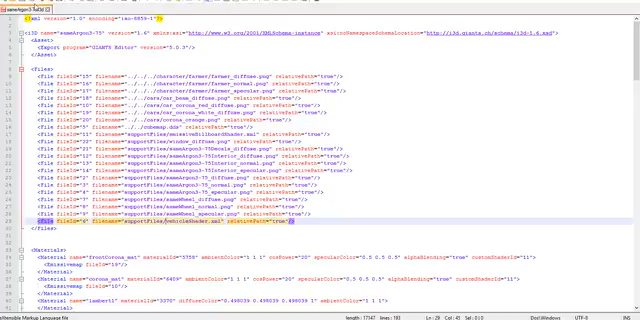 sameArgon3-75.i3d
<?xml version="1.0" encoding="iso-8859-1"?>
<i3D name="sameArgon3-75" version="1.6" xmlns:xsi="http://www.w3.org/2001/XMLSchema-instance" xsi:noNamespaceSchemaLocation="http://i3d.giants.ch/schema/i3d-1.6.xsd">
<Asset>
<Export program="GIANTS Editor" version="5.0.3"/>
</Asset>
<Files>
<File fileId="15" filename="../../../character/farmer/farmer_diffuse.png" relativePath="true"/>
<File fileId="16" filename="../../../character/farmer/farmer_normal.png" relativePath="true"/>
<File fileId="17" filename="../../../character/farmer/farmer_specular.png" relativePath="true"/>
<File fileId="18" filename="../../cars/car_beam_diffuse.png" relativePath="true"/>
<File fileId="10" filename="../../cars/car_corona_red_diffuse.png" relativePath="true"/>
<File fileId="19" filename="../../cars/car_corona_white_diffuse.png" relativePath="true"/>
<File fileId="20" filename="../../cars/corona_orange.png" relativePath="true"/>
<File fileId="5" filename="../../cubemap.dds" relativePath="true"/>
<File fileId="11" filename="supportFiles/emissiveBillboardShader.xml" relativePath="true"/>
<File fileId="22" filename="supportFiles/window_diffuse.png" relativePath="true"/>
<File fileId="21" filename="supportFiles/sameArgon3-75Decals_diffuse.png" relativePath="true"/>
<File fileId="12" filename="supportFiles/sameArgon3-75Interior_diffuse.png" relativePath="true"/>
<File fileId="13" filename="supportFiles/sameArgon3-75Interior_normal.png" relativePath="true"/>
<File fileId="14" filename="supportFiles/sameArgon3-75Interior_specular.png" relativePath="true"/>
<File fileId="2" filename="supportFiles/sameArgon3-75_diffuse.png" relativePath="true"/>
<File fileId="3" filename="supportFiles/sameArgon3-75_normal.png" relativePath="true"/>
<File fileId="4" filename="supportFiles/sameArgon3-75_specular.png" relativePath="true"/>
<File fileId="7" filename="supportFiles/sameWheel_diffuse.png" relativePath="true"/>
<File fileId="8" filename="supportFiles/sameWheel_normal.png" relativePath="true"/>
<File fileId="9" filename="supportFiles/sameWheel_specular.png" relativePath="true"/>
<File fileId="6" filename="supportFiles/vehicleShader.xml" relativePath="true"/>
</Files>
<Materials>
<Material name="frontCorona_mat" materialId="5758" ambientColor="1 1 1" cosPower="20" specularColor="0.5 0.5 0.5" alphaBlending="true" customShaderId="11">
<Emissivemap fileId="19"/>
</Material>
<Material name="corona_mat" materialId="6409" ambientColor="1 1 1" cosPower="20" specularColor="0.5 0.5 0.5" alphaBlending="true" customShaderId="11">
<Emissivemap fileId="10"/>
</Material>
<Material name="lambert1" materialId="3370" diffuseColor="0.498039 0.498039 0.498039 1" ambientColor="1 1 1">
</Material>
eXtensible Markup Language file length : 17147 lines : 193 Ln : 29 Col : 41 Sel : 0 | 0 Dos\Windows UTF-8 INS